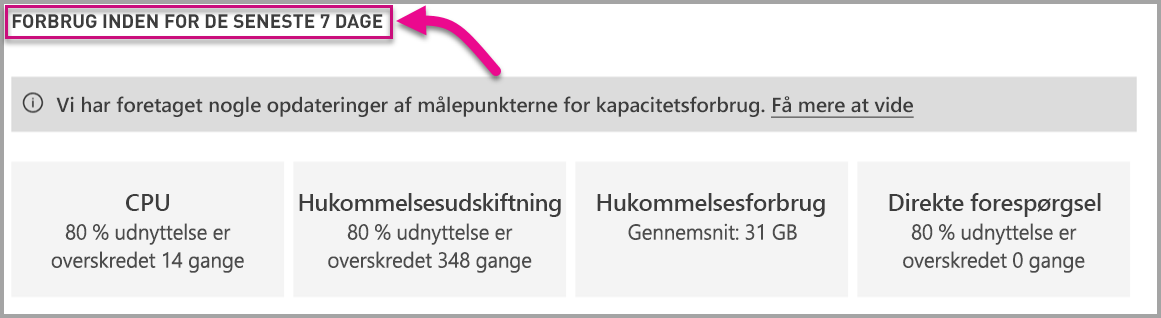 FORBRUG INDEN FOR DE SENESTE 7 DAGE
Vi har foretaget nogle opdateringer af målepunkterne for kapacitetsforbrug. Få mere at vide
CPU
80 % udnyttelse er
overskredet 14 gange
Hukommelsesudskiftning
80 % udnyttelse er
overskredet 348 gange
Hukommelsesforbrug
Gennemsnit: 31 GB
Direkte forespørgsel
80 % udnyttelse er
overskredet 0 gange